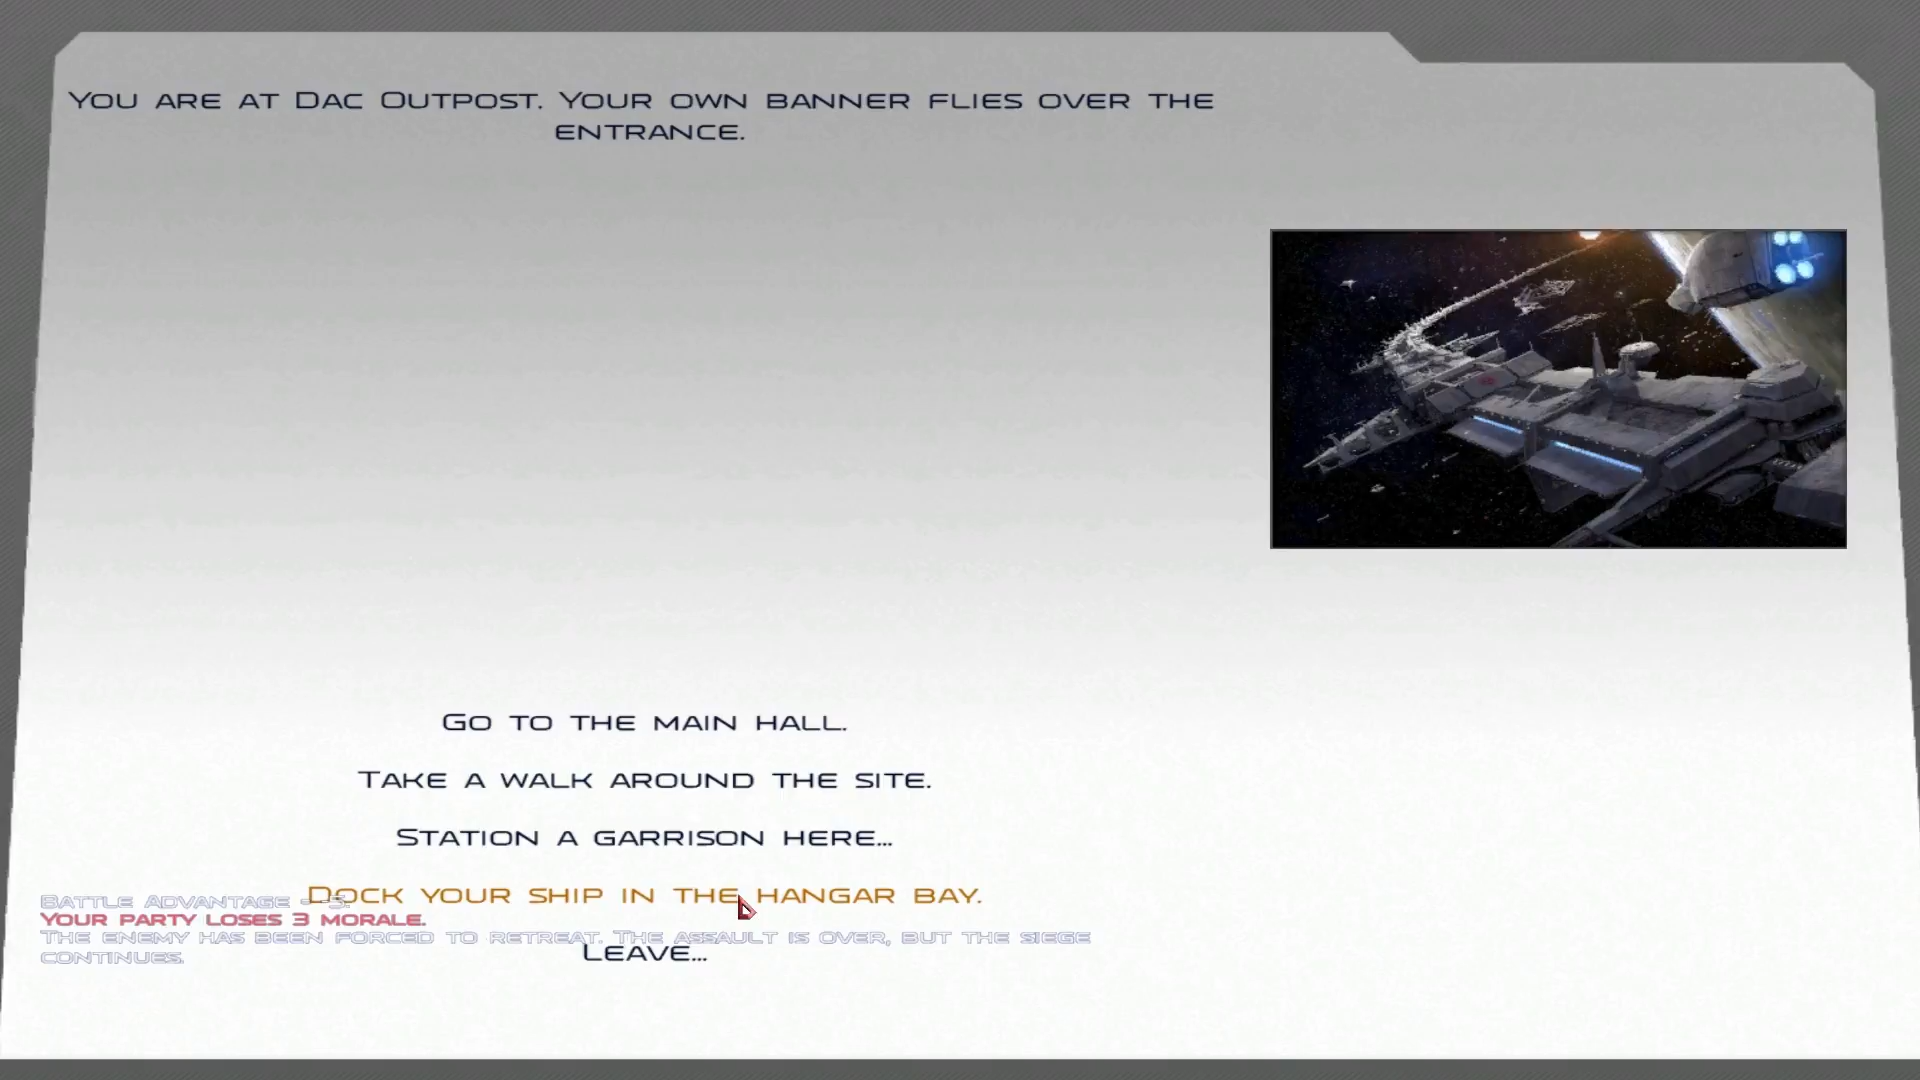 You are at Dac Outpost. Your own banner flies over the
entrance.
Go to the main hall.
Take a walk around the site.
Station a garrison here...
Dock your ship in the hangar bay.
Battle Advantage = -5.
Your party loses 3 morale.
The enemy has been forced to retreat. The assault is over, but the siege
continues.
Leave...